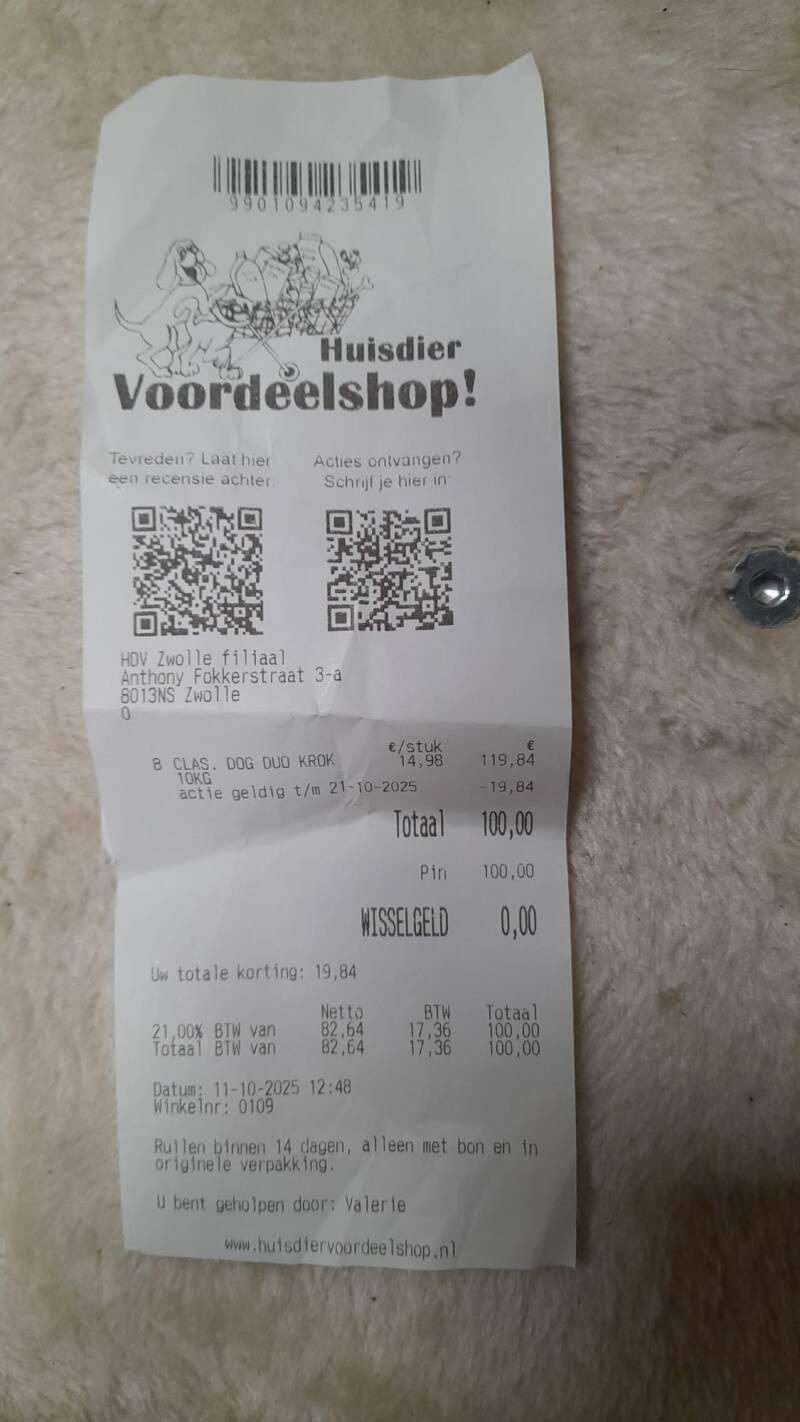 9901094235419
Huisdier
Voordeelshop!
Tevreden? Laat hier
een recensie achter:
Acties ontvangen?
Schrijf je hier in:
HDV Zwolle filiaal
Anthony Fokkerstraat 3-a
8013NS Zwolle
0
€/stuk €
8 CLAS. DOG DUO KROK 14,98 119,84
10KG
actie geldig t/m 21-10-2025 -19,84
Totaal 100,00
Pin 100,00
WISSELGELD 0,00
Uw totale korting: 19,84
Netto BTW Totaal
21,00% BTW van 82,64 17,36 100,00
Totaal BTW van 82,64 17,36 100,00
Datum: 11-10-2025 12:48
Winkelnr: 0109
Ruilen binnen 14 dagen, alleen met bon en in
originele verpakking.
U bent geholpen door: Valerie
www.huisdiervoordeelshop.nl